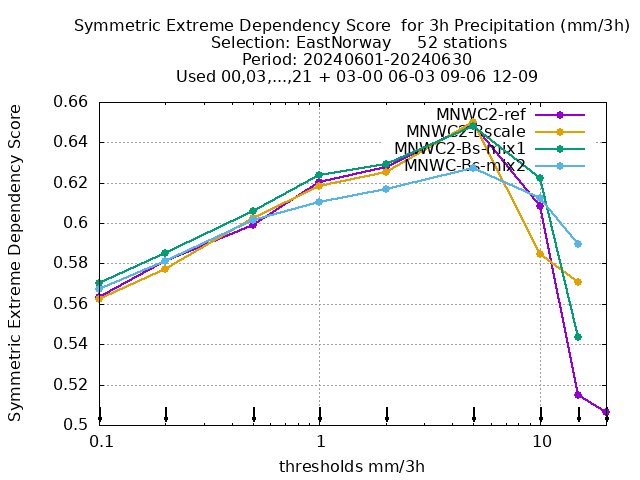 Symmetric Extreme Dependency Score  for 3h Precipitation (mm/3h)
Selection: EastNorway     52 stations
Period: 20240601-20240630
Used 00,03,...,21 + 03-00 06-03 09-06 12-09
Symmetric Extreme Dependency Score
0.66
0.64
0.62
0.6
0.58
0.56
0.54
0.52
0.5
MNWC2-ref
MNWC2-Bscale
MNWC2-Bs-mix1
MNWC-Bs-mix2
0.1
1
10
thresholds mm/3h